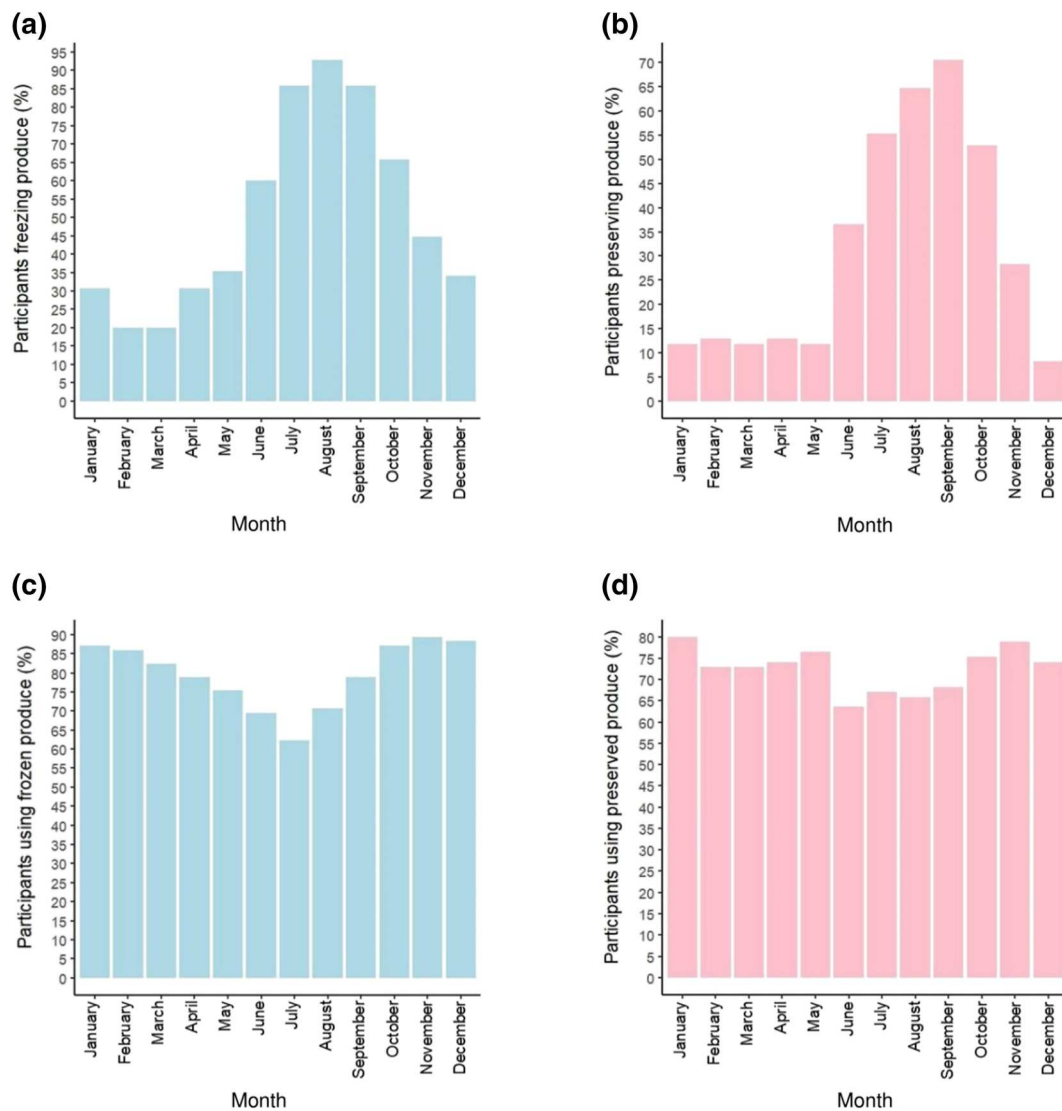 (a)
Participants freezing produce (%)
95
90
85
80
75
70
65
60
55
50
45
40
35
30
25
20
15
10
5
0
January
February
March
April
May
June
July
August
September
October
November
December
Month
(b)
Participants preserving produce (%)
70
65
60
55
50
45
40
35
30
25
20
15
10
5
0
January
February
March
April
May
June
July
August
September
October
November
December
Month
(c)
Participants using frozen produce (%)
90
85
80
75
70
65
60
55
50
45
40
35
30
25
20
15
10
5
0
January
February
March
April
May
June
July
August
September
October
November
December
Month
(d)
Participants using preserved produce (%)
80
75
70
65
60
55
50
45
40
35
30
25
20
15
10
5
0
January
February
March
April
May
June
July
August
September
October
November
December
Month